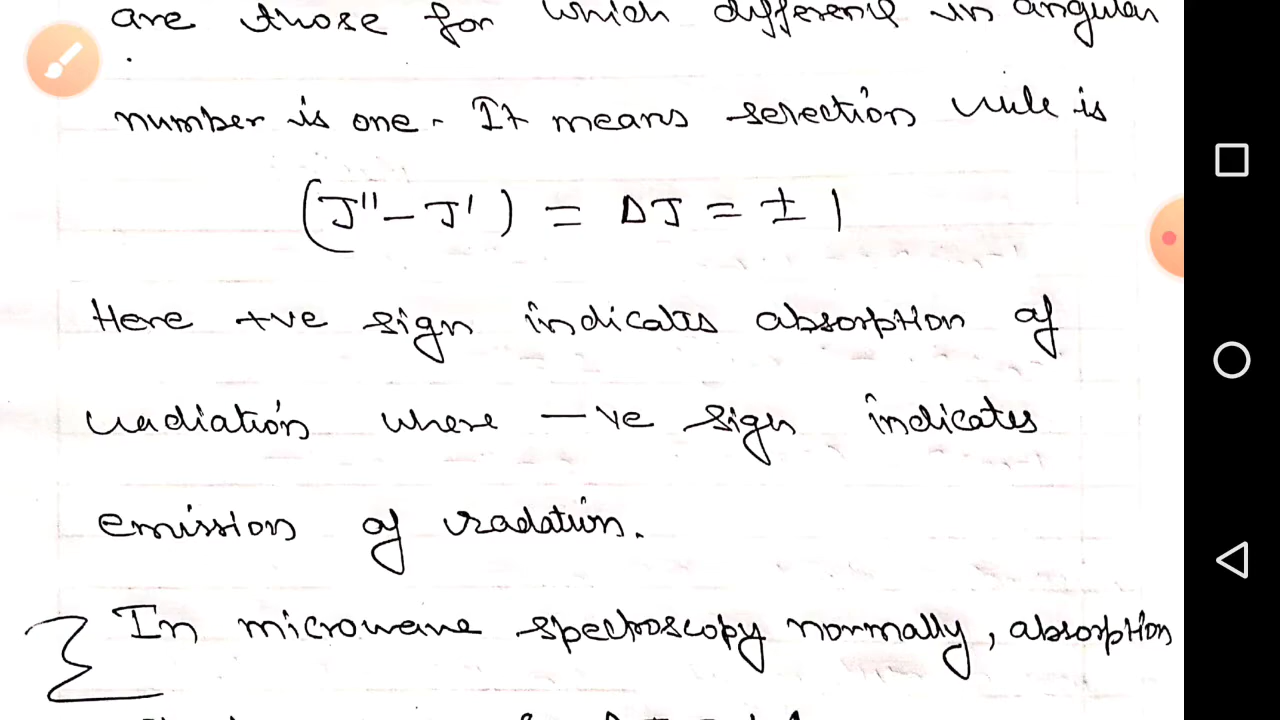 are those for which difference in angular
number is one. It means selection rule is
(J'' - J') = ΔJ = ± 1
Here +ve sign indicates absorption of
radiation where -ve sign indicates
emission of radation.
In microwave spectroscopy normally, absorption